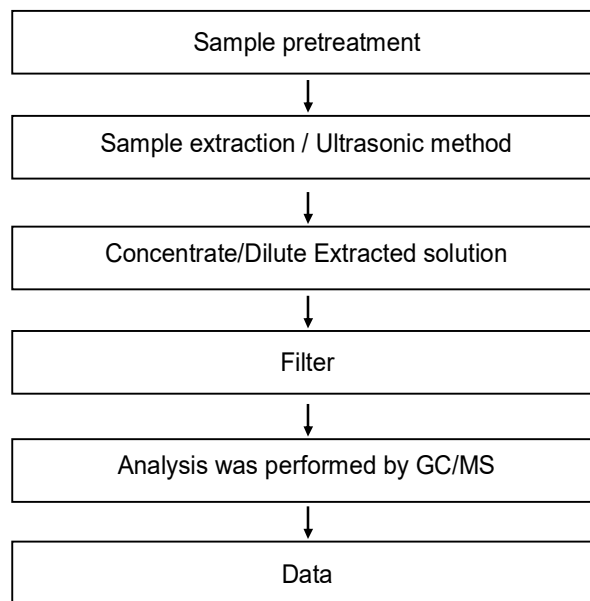 Sample pretreatment
Sample extraction / Ultrasonic method
Concentrate/Dilute Extracted solution
Filter
Analysis was performed by GC/MS
Data